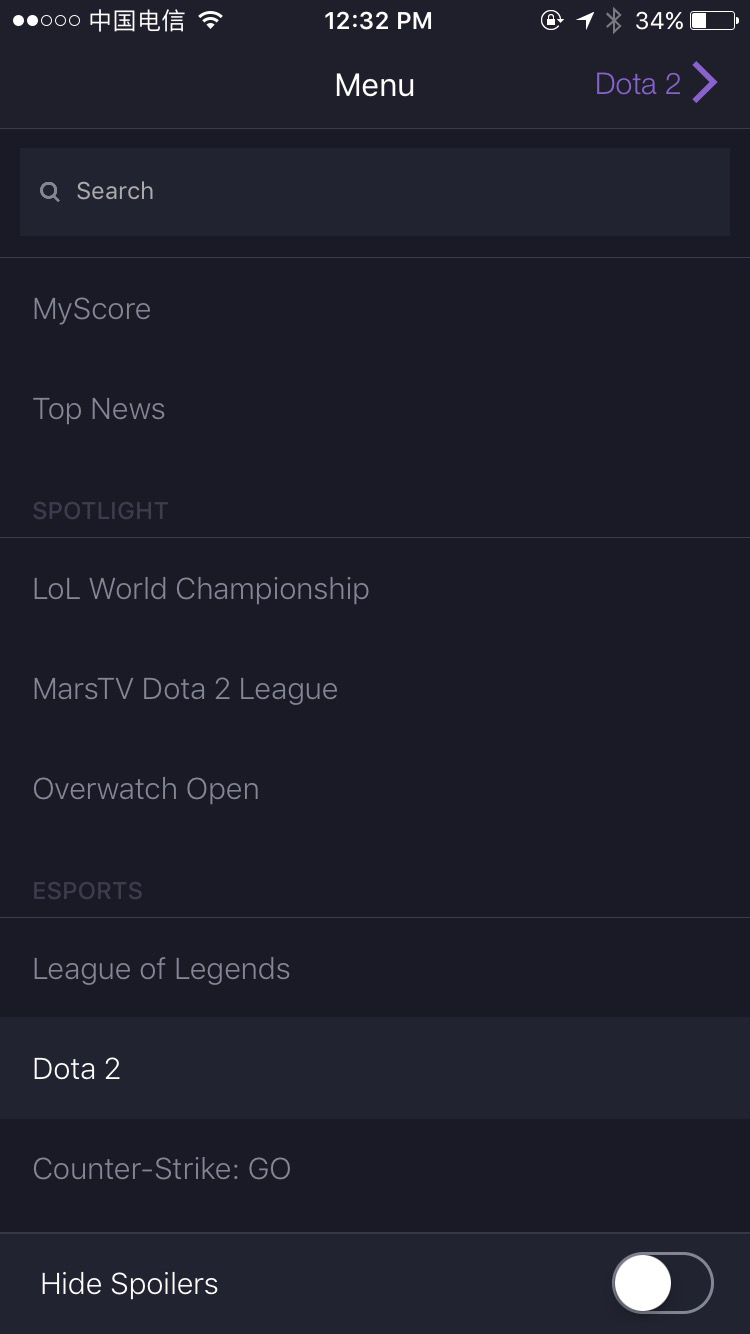 中国电信 12:32 PM 34%
Menu Dota 2
Search
MyScore
Top News
SPOTLIGHT
LoL World Championship
MarsTV Dota 2 League
Overwatch Open
ESPORTS
League of Legends
Dota 2
Counter-Strike: GO
Hide Spoilers